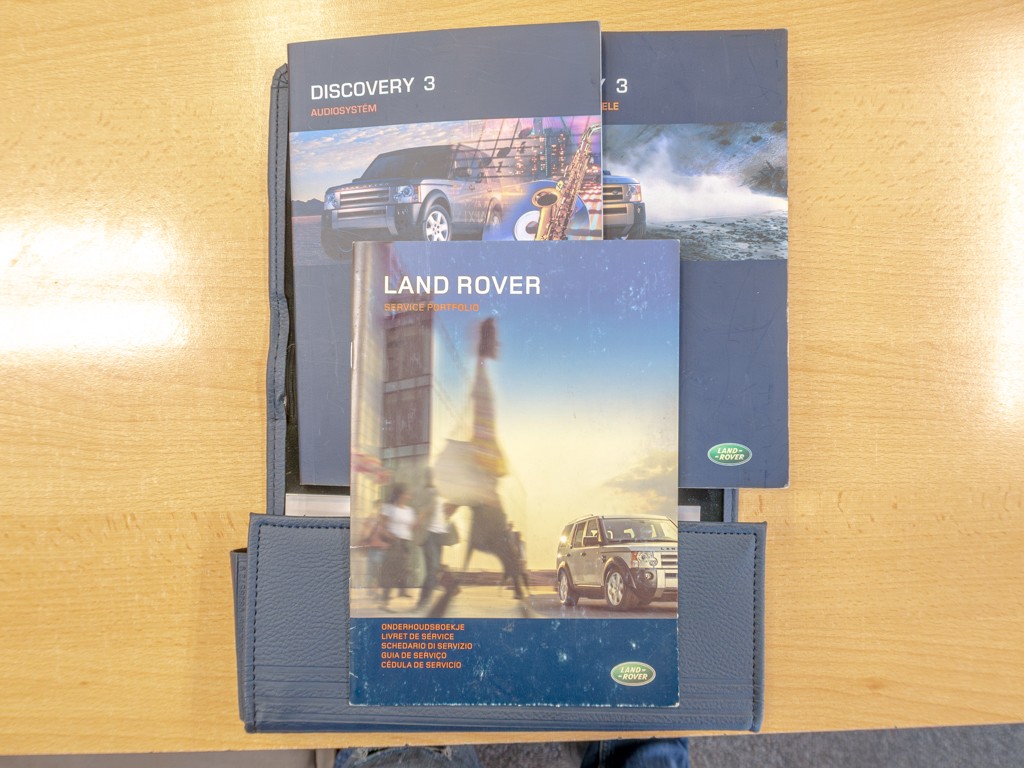 DISCOVERY 3
AUDIOSYSTEM
3
ELE
LAND ROVER
SERVICE PORTFOLIO
LAND-
-ROVER
ONDERHOUDSBOEKJE
LIVRET DE SERVICE
SCHEDARIO DI SERVIZIO
GUIA DE SERVIÇO
CÉDULA DE SERVICIO
LAND-
-ROVER